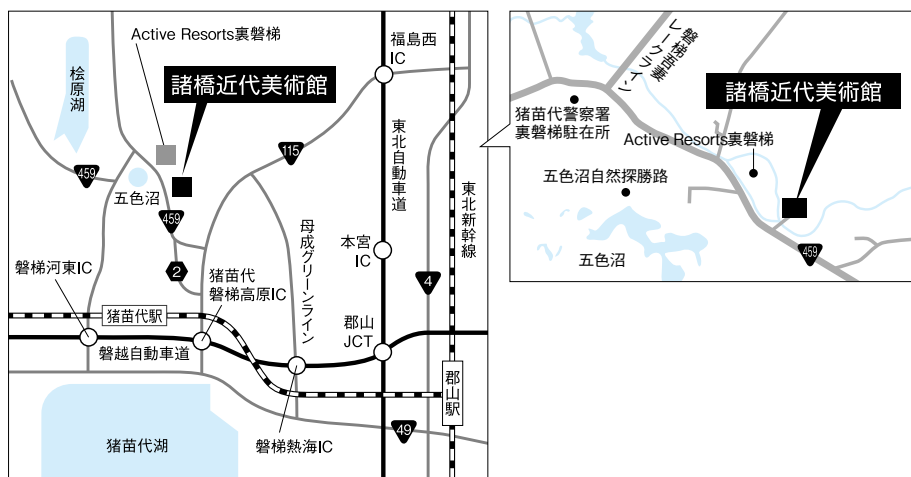 Active Resorts裏磐梯
福島西
IC
桧原湖
諸橋近代美術館
115
459
五色沼
459
東北自動車道
東北新幹線
母成グリーンライン
本宮
IC
4
2
磐梯河東IC
猪苗代
磐梯高原IC
猪苗代駅
郡山
JCT
磐越自動車道
郡山駅
49
猪苗代湖
磐梯熱海IC
磐梯吾妻
レークライン
諸橋近代美術館
猪苗代警察署
裏磐梯駐在所
Active Resorts裏磐梯
五色沼自然探勝路
五色沼
459